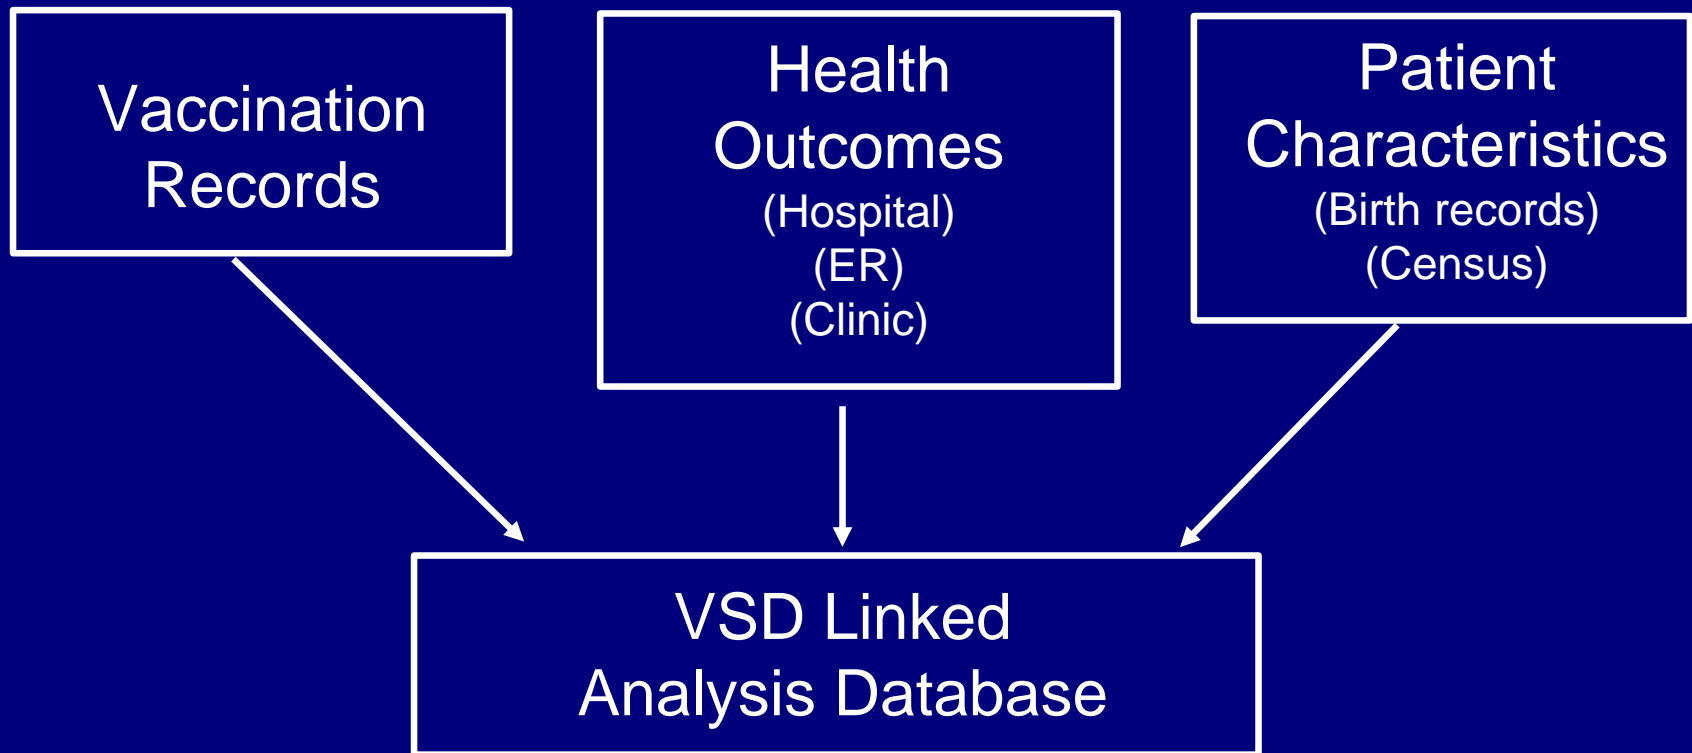 Vaccination
Records
Health
Outcomes
(Hospital)
(ER)
(Clinic)
Patient
Characteristics
(Birth records)
(Census)
VSD Linked
Analysis Database